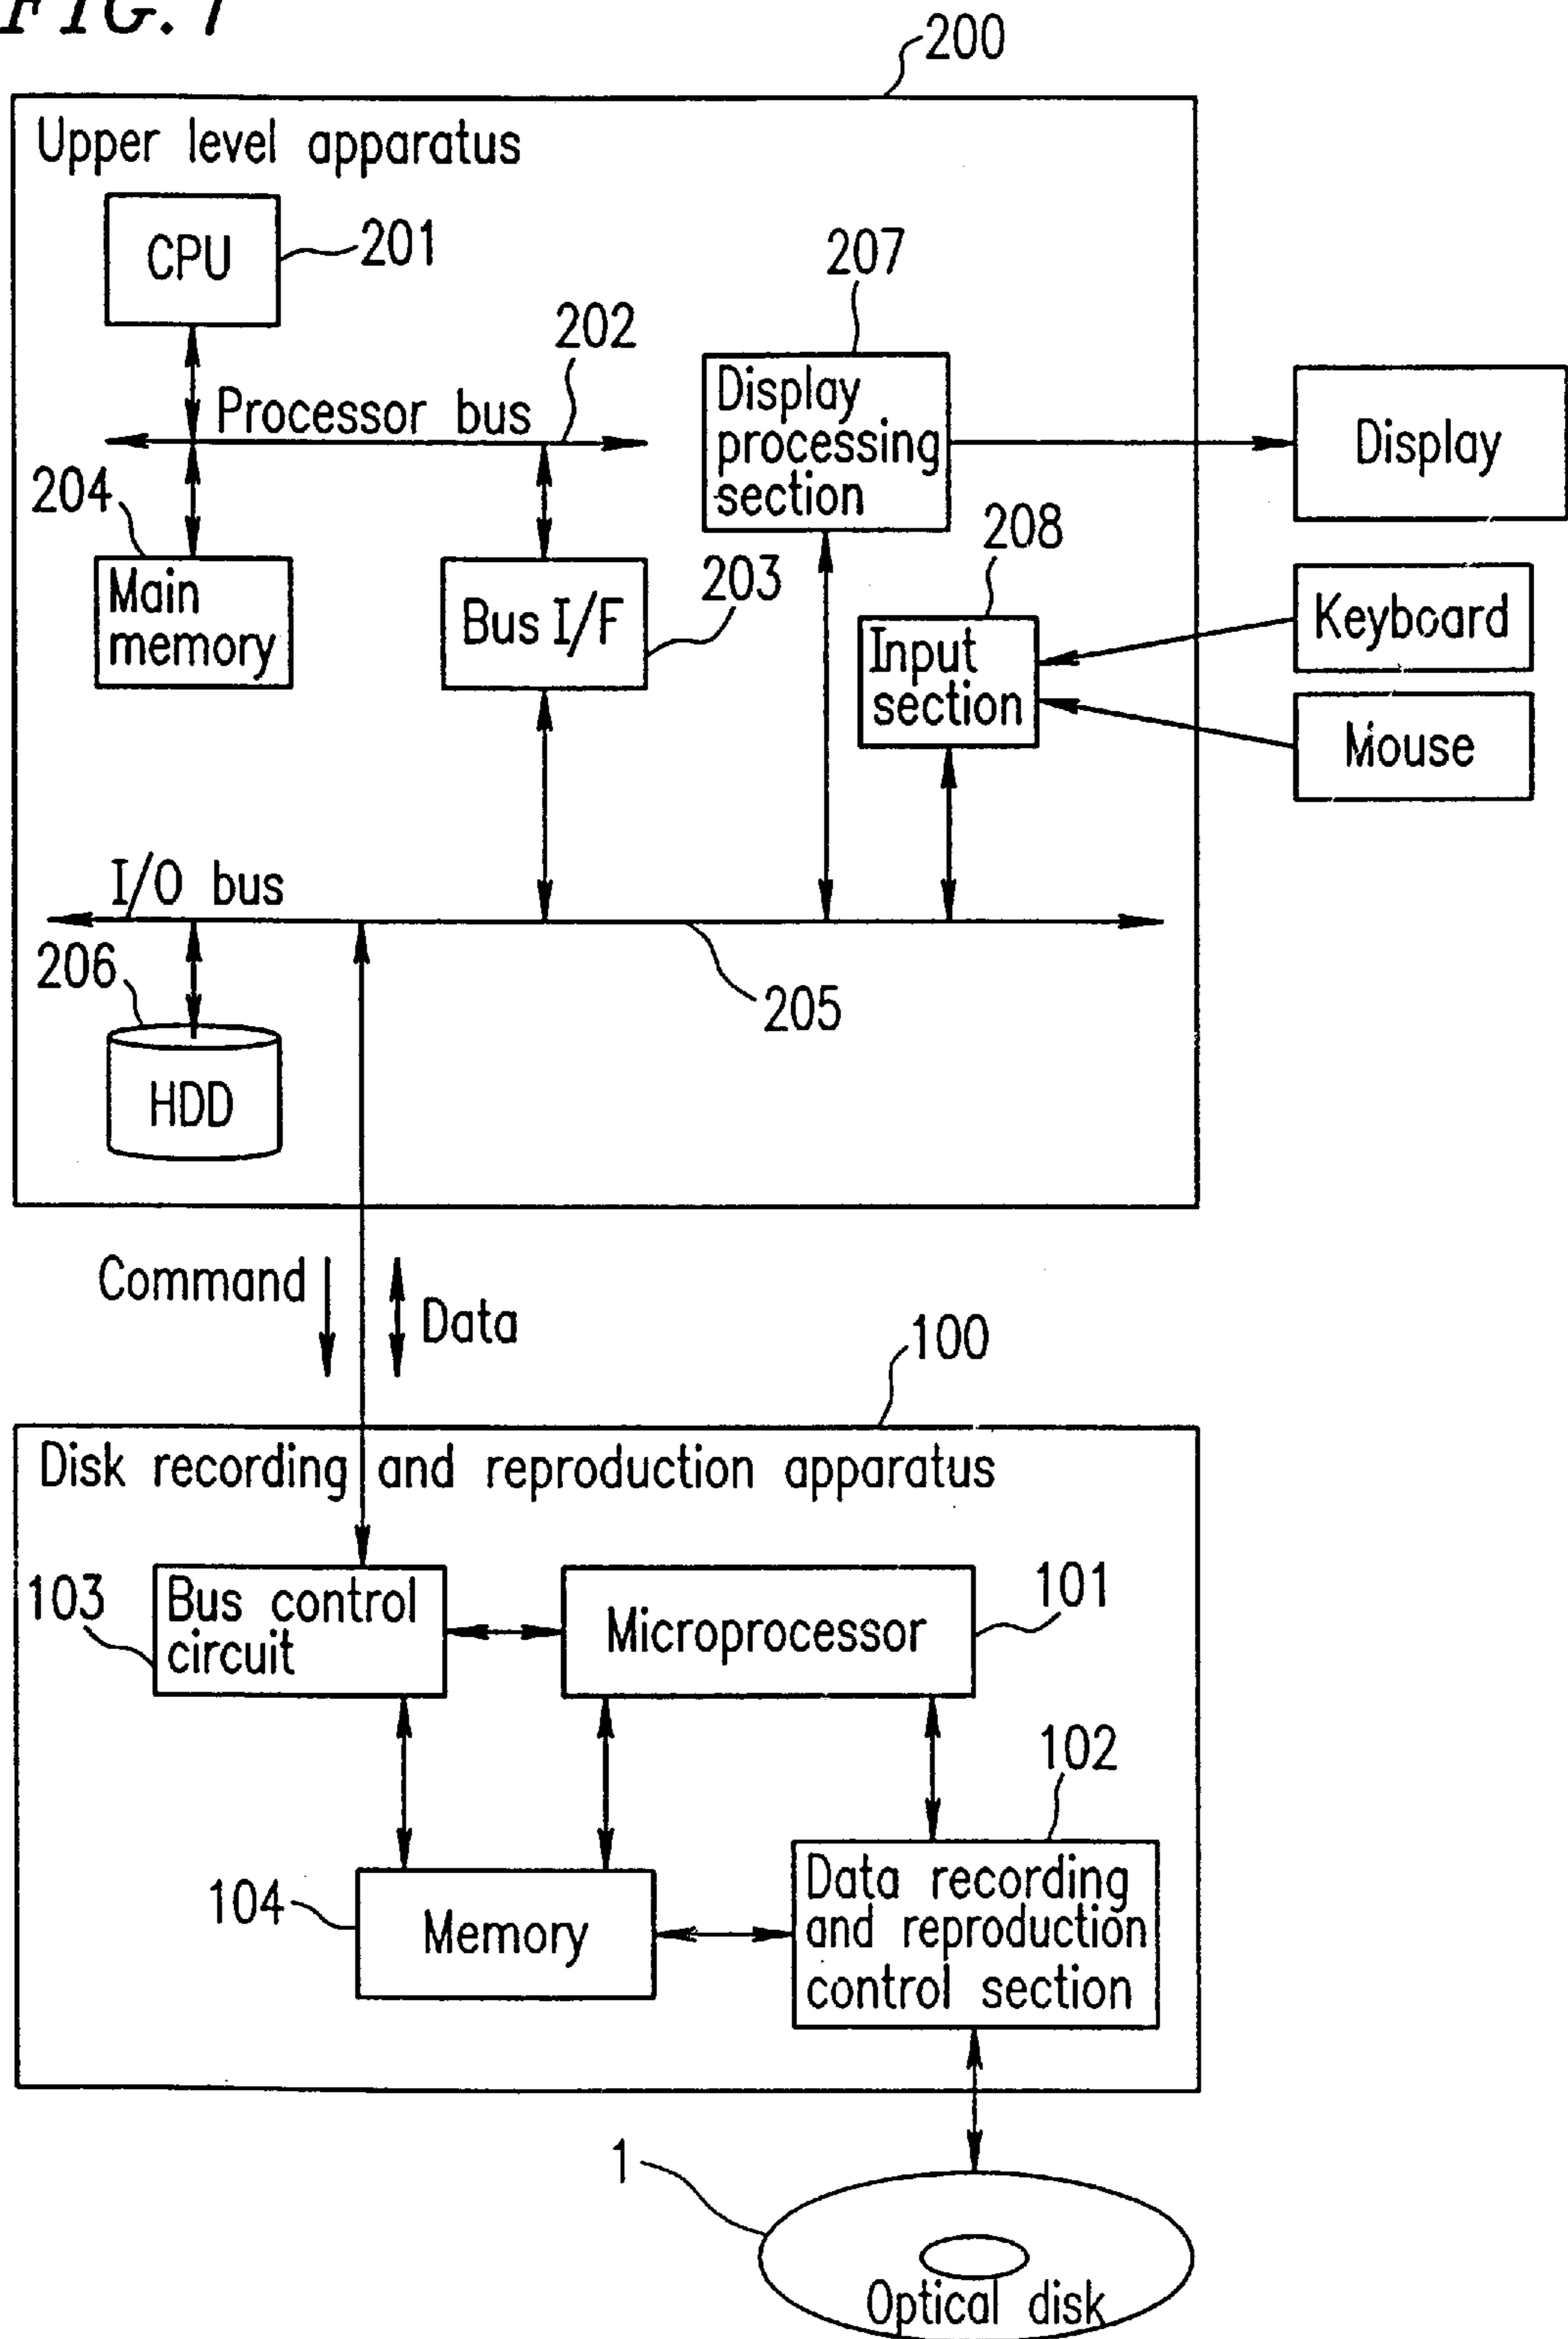 FIG. 7
200
Upper level apparatus
CPU
201
207
202
Processor bus
Display
processing
section
Display
204
208
203
Main
memory
Bus I/F
Input
section
Keyboard
Mouse
I/O bus
206
205
HDD
Command
Data
100
Disk recording and reproduction apparatus
103
Bus control
circuit
Microprocessor
101
102
104
Memory
Data recording
and reproduction
control section
1
Optical disk